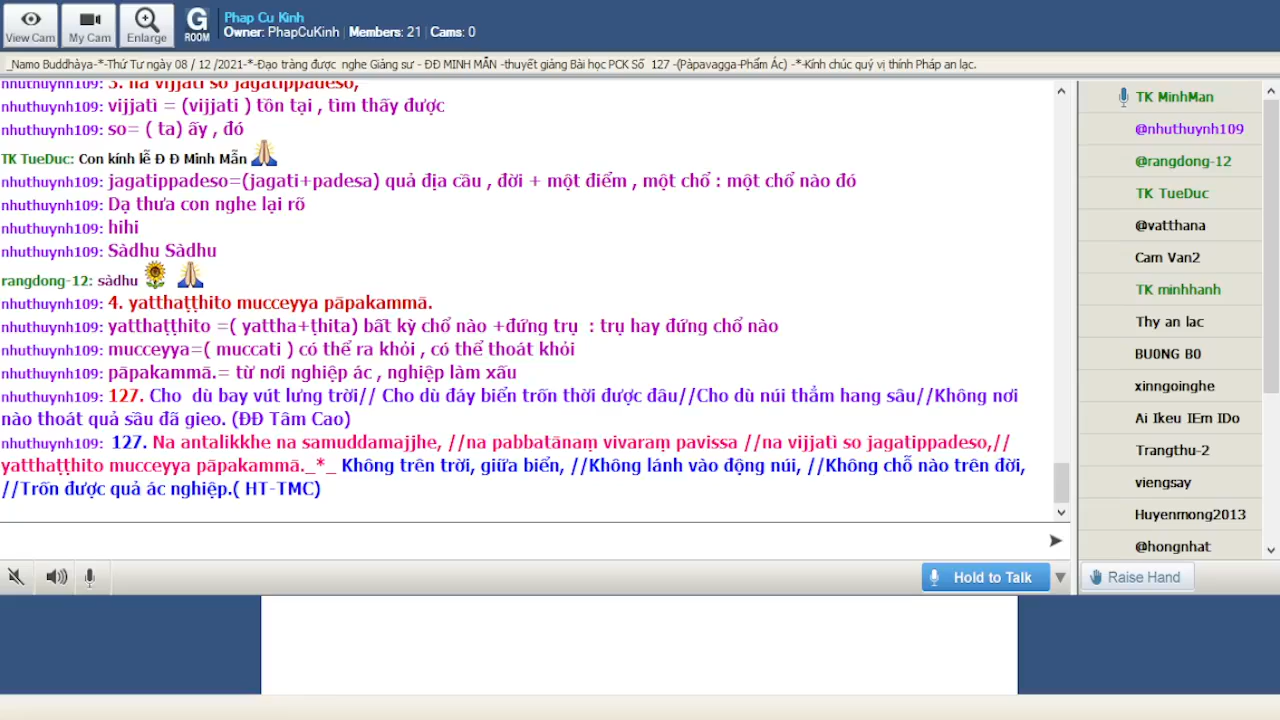 View Cam
My Cam
Enlarge
G
ROOM
Phap Cu Kinh
Owner: PhapCuKinh | Members: 21 | Cams: 0
_Namo Buddhàya-*-Thứ Tư ngày 08 / 12 /2021-*-Đạo tràng được nghe Giảng sư - ĐĐ MINH MẪN -thuyết giảng Bài học PCK Số 127 -(Pàpavagga-Phẩm Ác) -*-Kính chúc quý vị thính Pháp an lạc.
nhuthuynh109: 3. na vijjati so jagatippadeso,
nhuthuynh109: vijjatì = (vijjati ) tồn tại , tìm thấy được
nhuthuynh109: so= ( ta) ấy , đó
TK TueDuc: Con kính lễ Đ Đ Minh Mẫn
nhuthuynh109: jagatippadeso=(jagati+padesa) quả địa cầu , đời + một điểm , một chổ : một chổ nào đó
nhuthuynh109: Dạ thưa con nghe lại rõ
nhuthuynh109: hihi
nhuthuynh109: Sàdhu Sàdhu
rangdong-12: sàdhu
nhuthuynh109: 4. yatthaṭṭhito mucceyya pāpakammā.
nhuthuynh109: yatthaṭṭhito =( yattha+ṭhita) bất kỳ chổ nào +đứng trụ : trụ hay đứng chổ nào
nhuthuynh109: mucceyya=( muccati ) có thể ra khỏi , có thể thoát khỏi
nhuthuynh109: pāpakammā.= từ nơi nghiệp ác , nghiệp làm xấu
nhuthuynh109: 127. Cho dù bay vút lưng trời// Cho dù đáy biển trốn thời được đâu//Cho dù núi thẳm hang sâu//Không nơi
nào thoát quả sầu đã gieo. (ĐĐ Tâm Cao)
nhuthuynh109: 127. Na antalikkhe na samuddamajjhe, //na pabbatānaṃ vivaraṃ pavissa //na vijjatì so jagatippadeso,//
yatthaṭṭhito mucceyya pāpakammā._*_ Không trên trời, giữa biển, //Không lánh vào động núi, //Không chỗ nào trên đời,
//Trốn được quả ác nghiệp.( HT-TMC)
TK MinhMan
@nhuthuynh109
@rangdong-12
TK TueDuc
@vatthana
Cam Van2
TK minhhanh
Thy an lac
BU0NG B0
xinngoinghe
Ai Ikeu IEm IDo
Trangthu-2
viengsay
Huyenmong2013
@hongnhat
Hold to Talk
Raise Hand